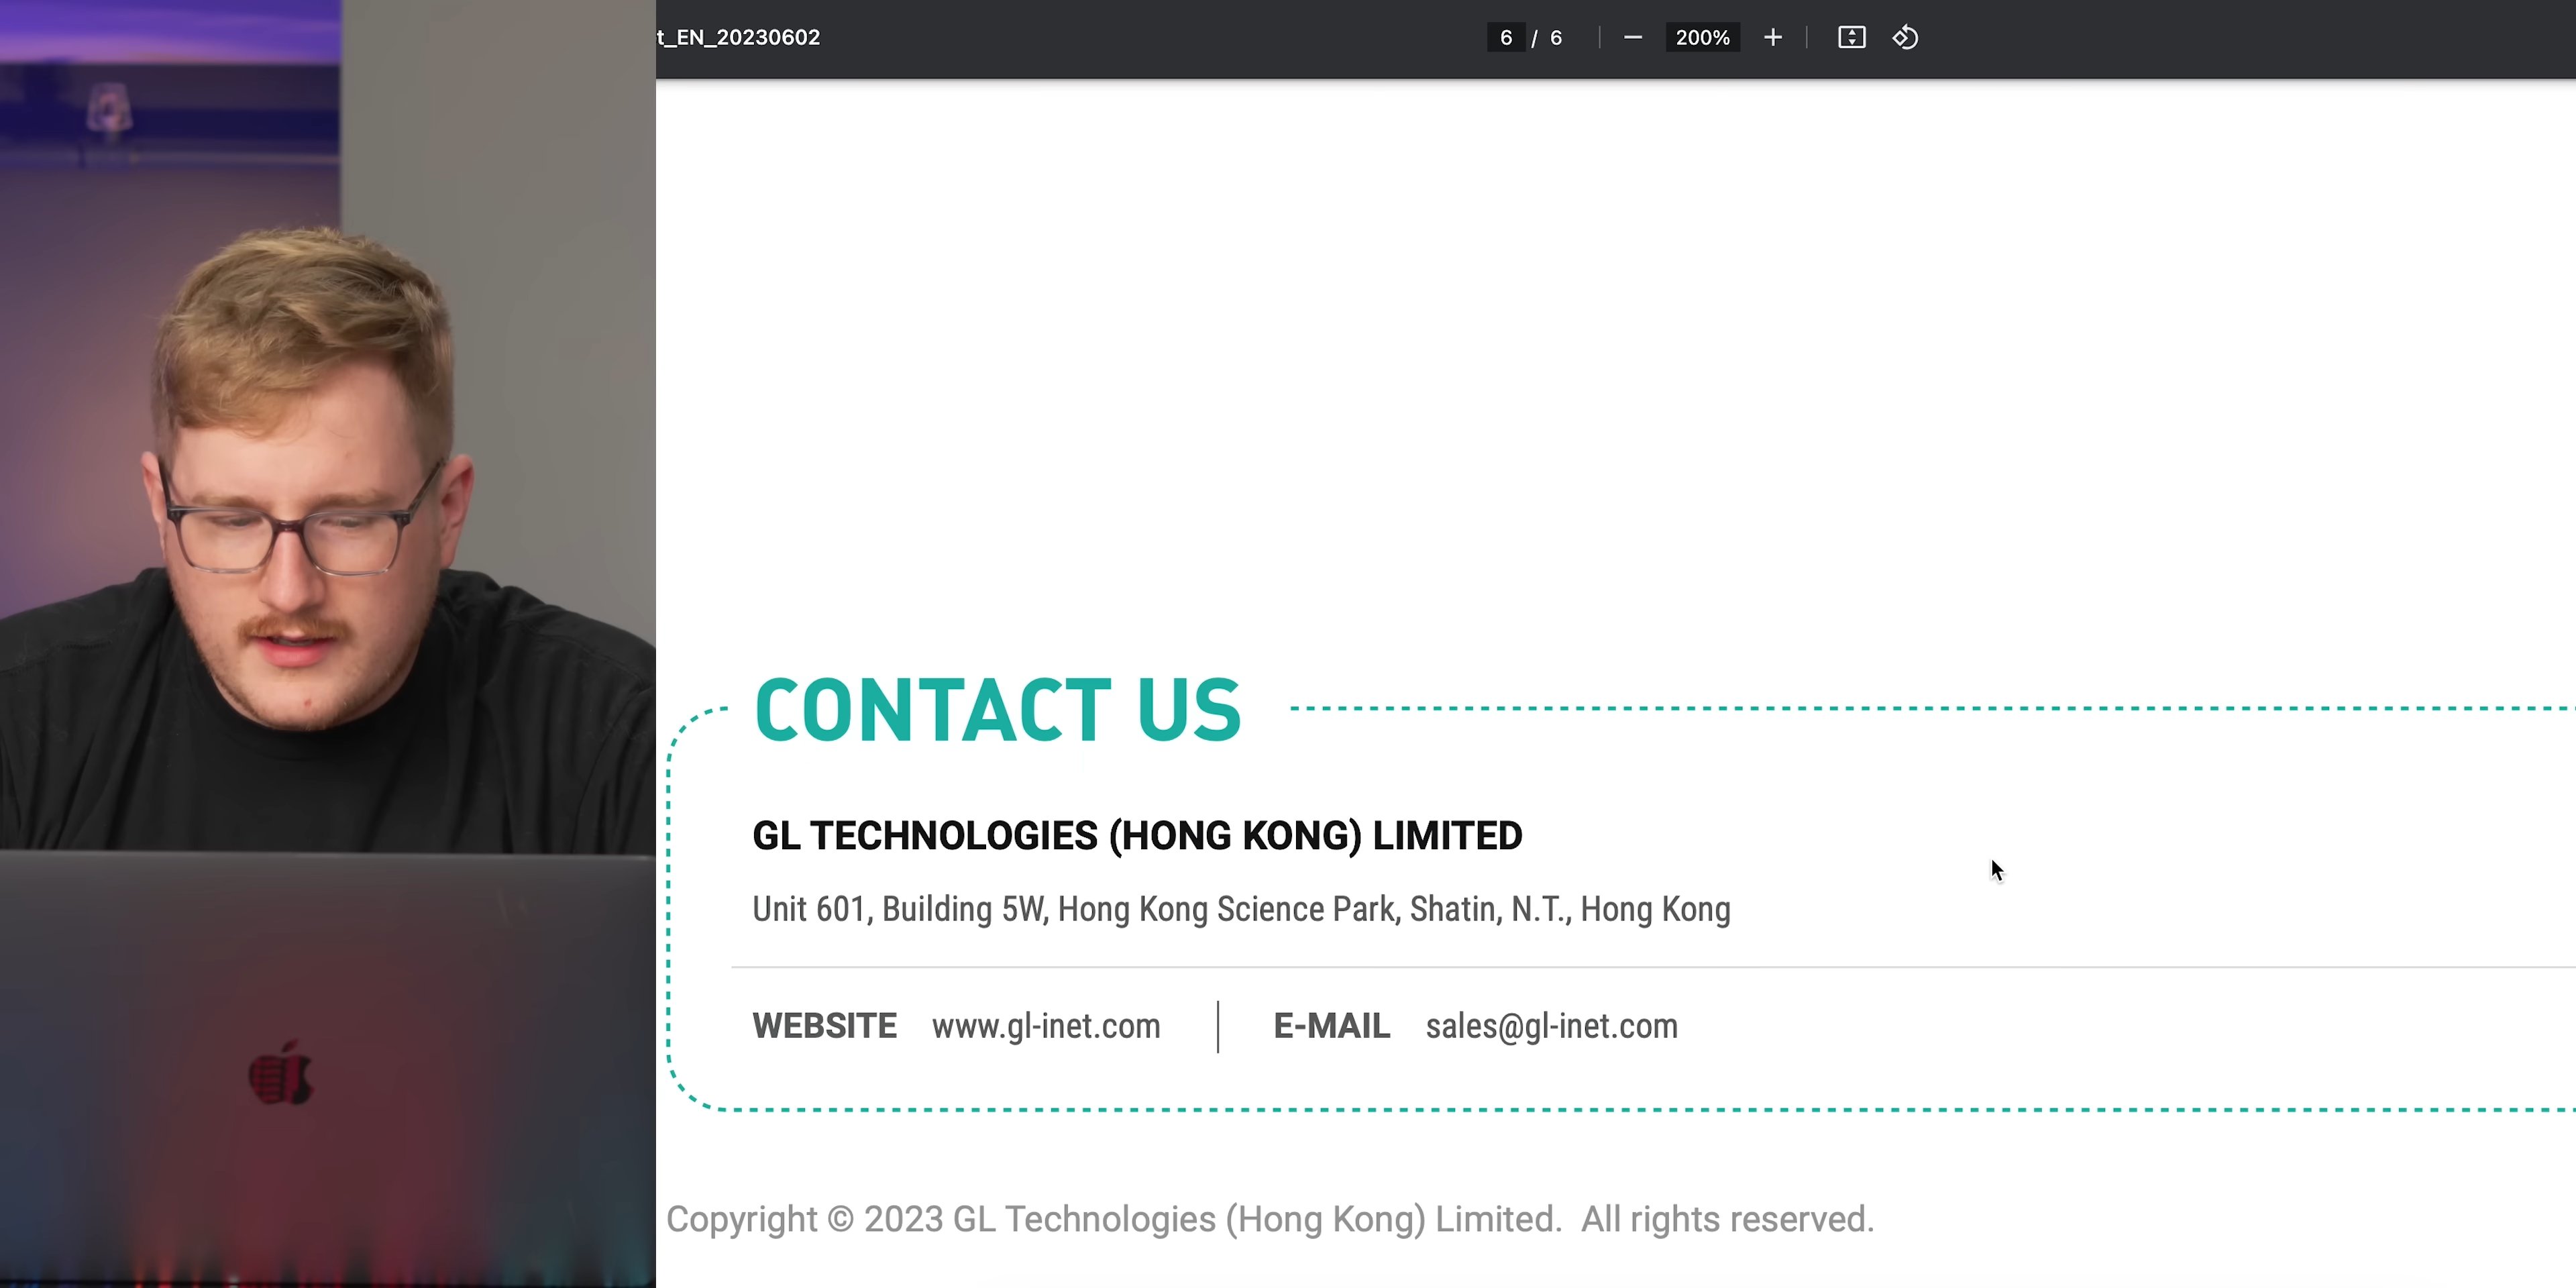 t_EN_20230602
6 / 6
200%
CONTACT US
GL TECHNOLOGIES (HONG KONG) LIMITED
Unit 601, Building 5W, Hong Kong Science Park, Shatin, N.T., Hong Kong
WEBSITE www.gl-inet.com | E-MAIL sales@gl-inet.com
Copyright © 2023 GL Technologies (Hong Kong) Limited. All rights reserved.